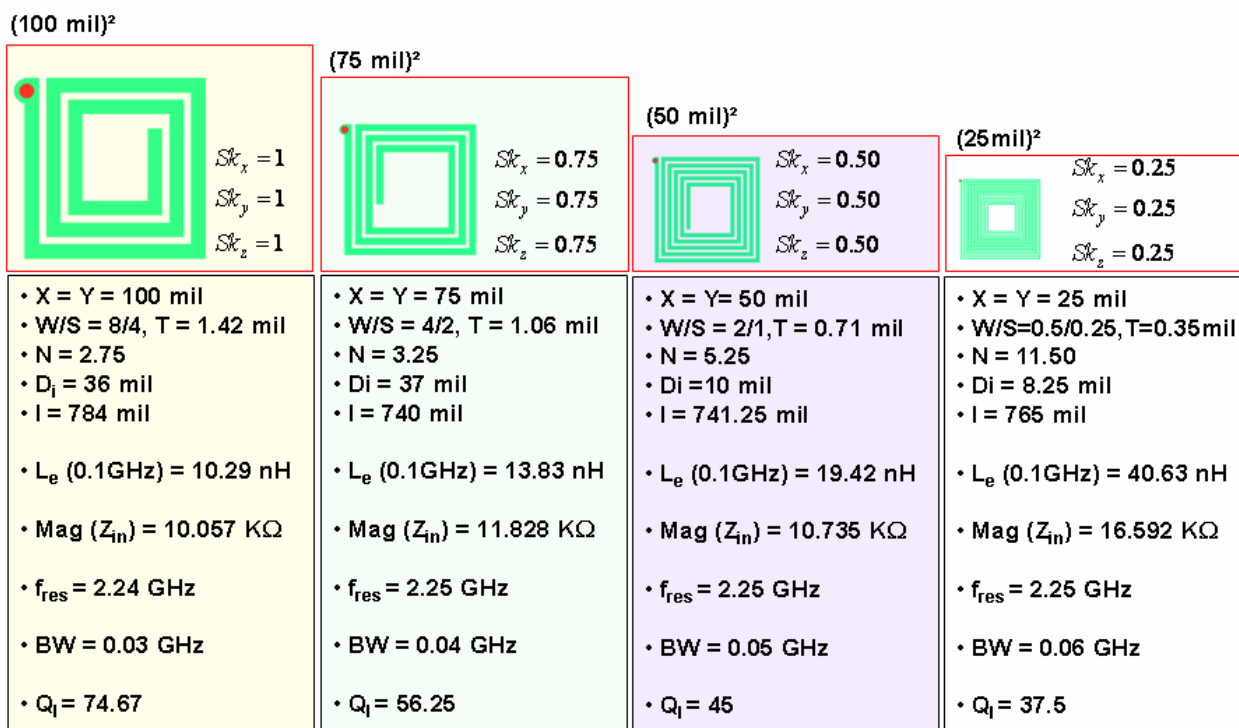 (100 mil)²
Sk_x = 1
Sk_y = 1
Sk_z = 1
• X = Y = 100 mil
• W/S = 8/4, T = 1.42 mil
• N = 2.75
• D_i = 36 mil
• l = 784 mil
• L_e (0.1GHz) = 10.29 nH
• Mag (Z_in) = 10.057 KΩ
• f_res = 2.24 GHz
• BW = 0.03 GHz
• Q_l = 74.67
(75 mil)²
Sk_x = 0.75
Sk_y = 0.75
Sk_z = 0.75
• X = Y = 75 mil
• W/S = 4/2, T = 1.06 mil
• N = 3.25
• Di = 37 mil
• l = 740 mil
• L_e (0.1GHz) = 13.83 nH
• Mag (Z_in) = 11.828 KΩ
• f_res = 2.25 GHz
• BW = 0.04 GHz
• Q_l = 56.25
(50 mil)²
Sk_x = 0.50
Sk_y = 0.50
Sk_z = 0.50
• X = Y= 50 mil
• W/S = 2/1,T = 0.71 mil
• N = 5.25
• Di =10 mil
• l = 741.25 mil
• L_e (0.1GHz) = 19.42 nH
• Mag (Z_in) = 10.735 KΩ
• f_res = 2.25 GHz
• BW = 0.05 GHz
• Q_l = 45
(25mil)²
Sk_x = 0.25
Sk_y = 0.25
Sk_z = 0.25
• X = Y = 25 mil
• W/S=0.5/0.25,T=0.35mil
• N = 11.50
• Di = 8.25 mil
• l = 765 mil
• L_e (0.1GHz) = 40.63 nH
• Mag (Z_in) = 16.592 KΩ
• f_res = 2.25 GHz
• BW = 0.06 GHz
• Q_l = 37.5